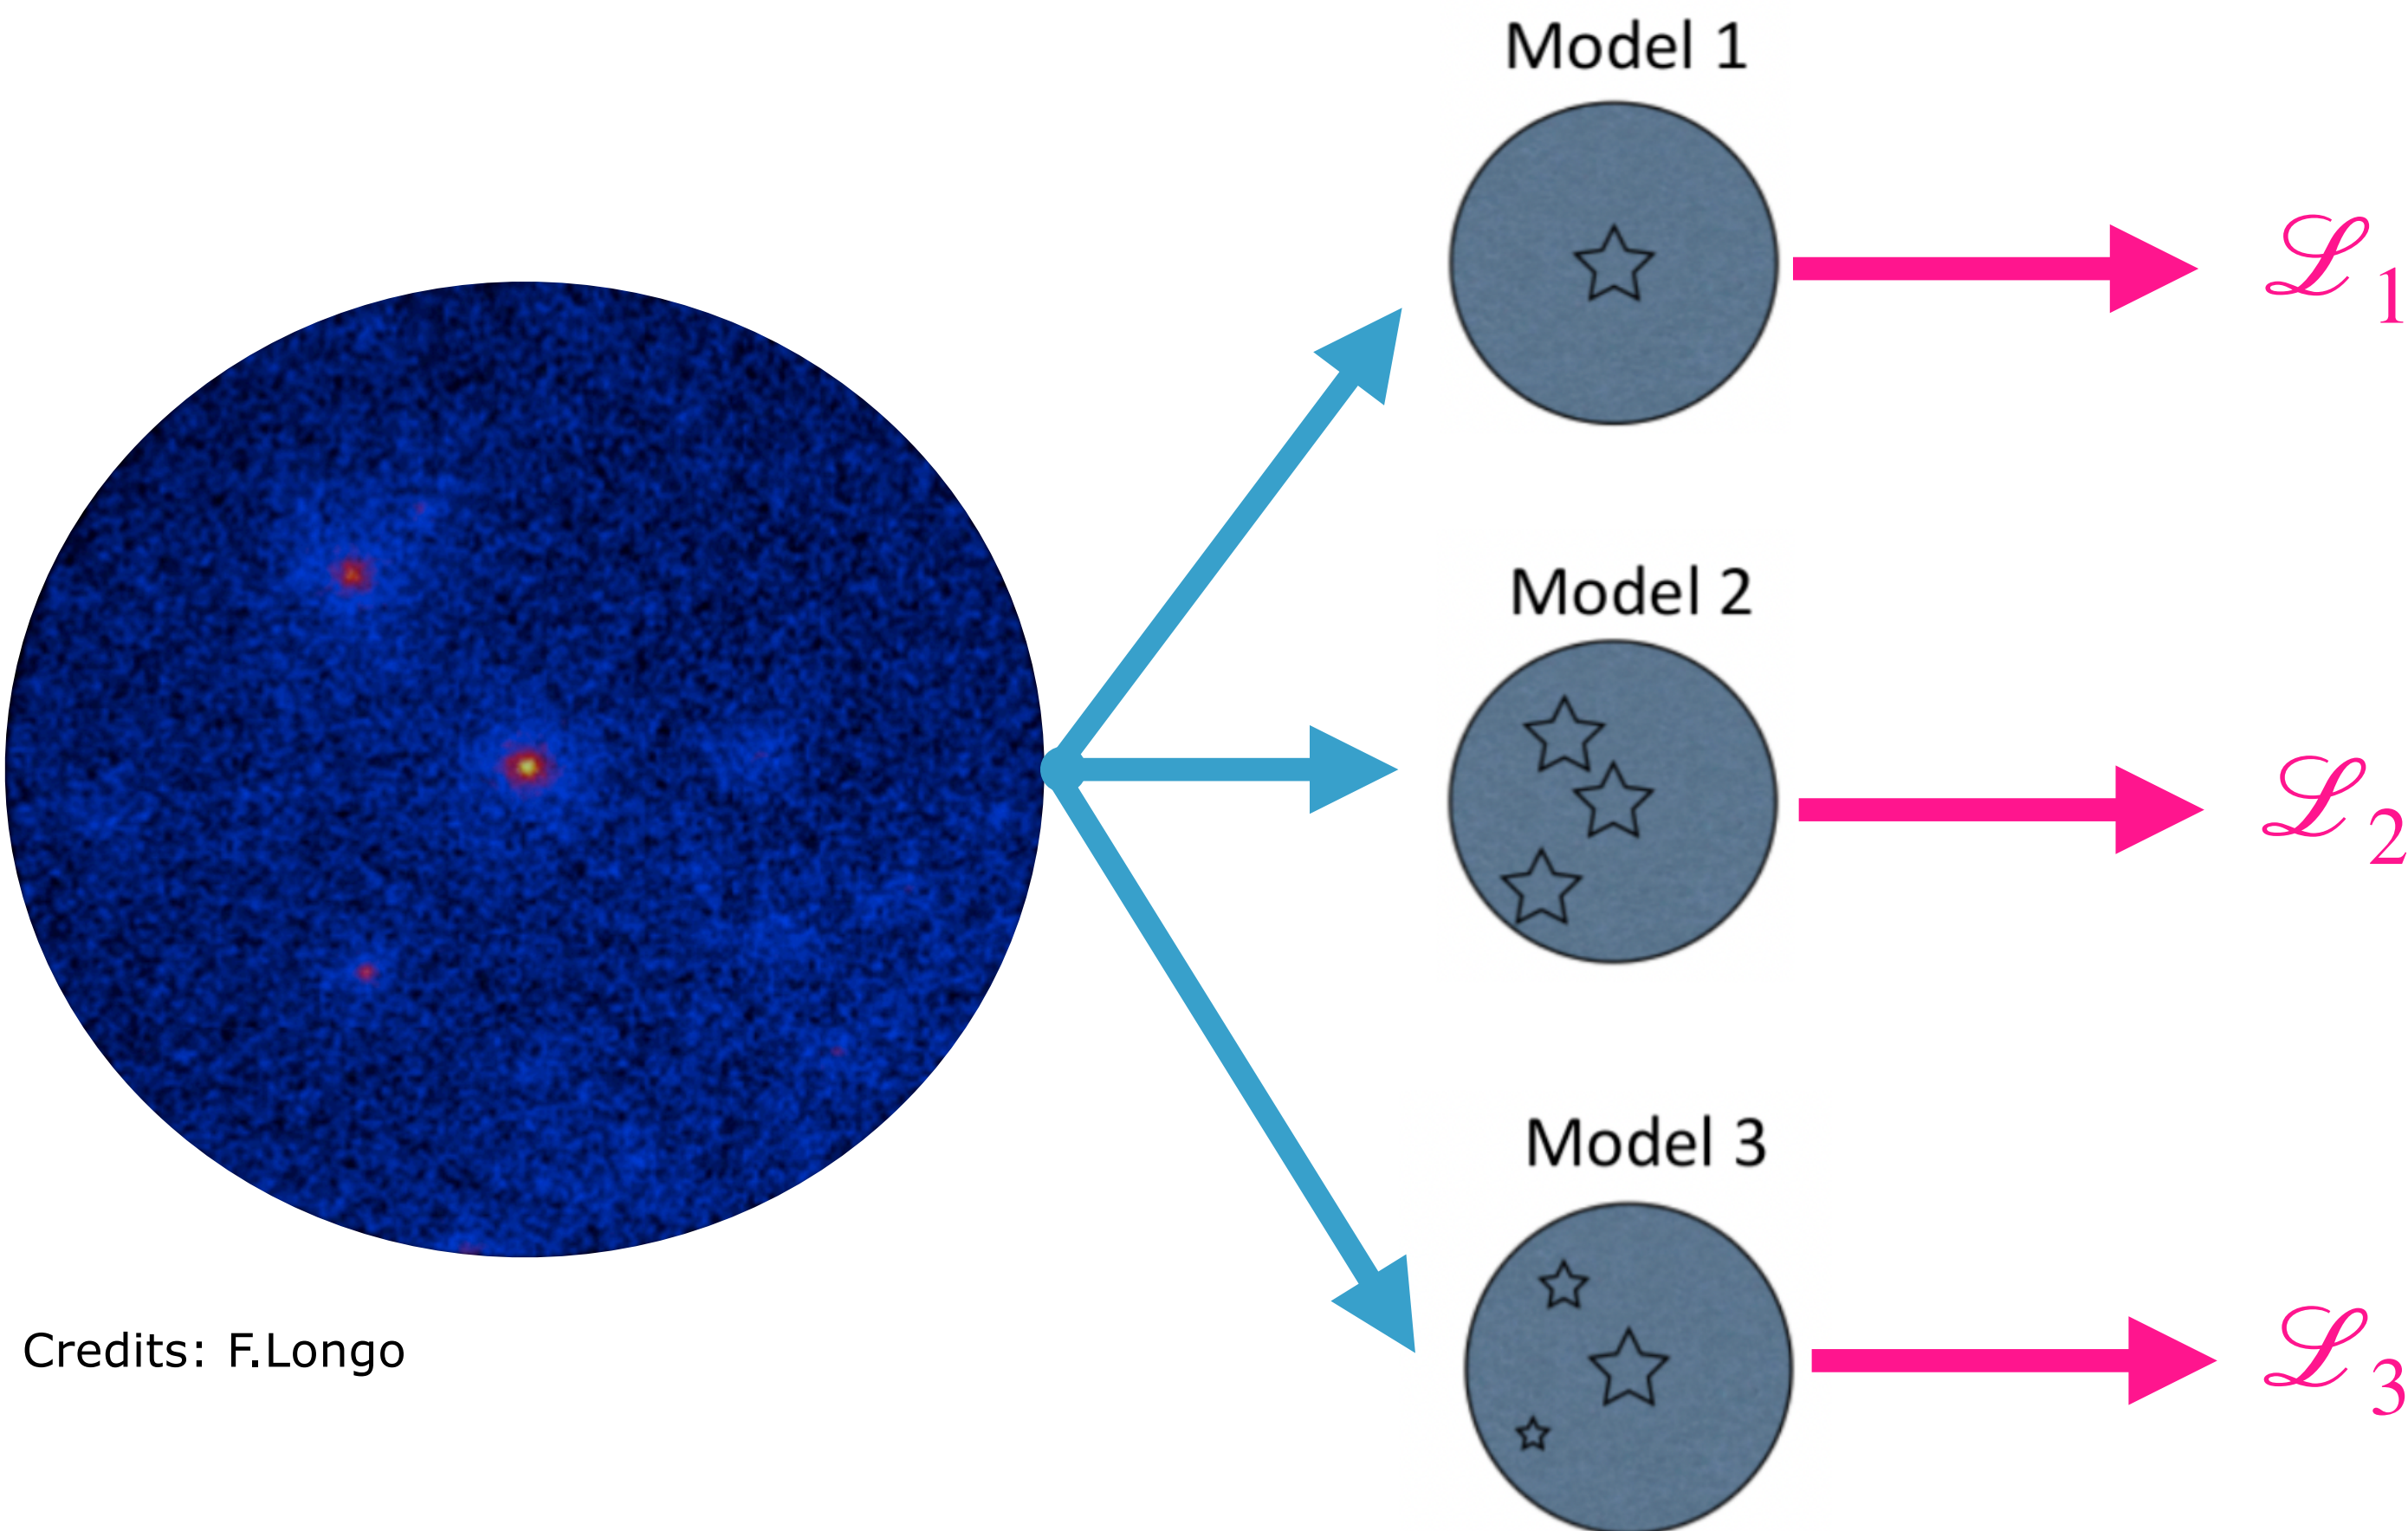 Model 1
ℒ1
Model 2
ℒ2
Model 3
ℒ3
Credits: F.Longo